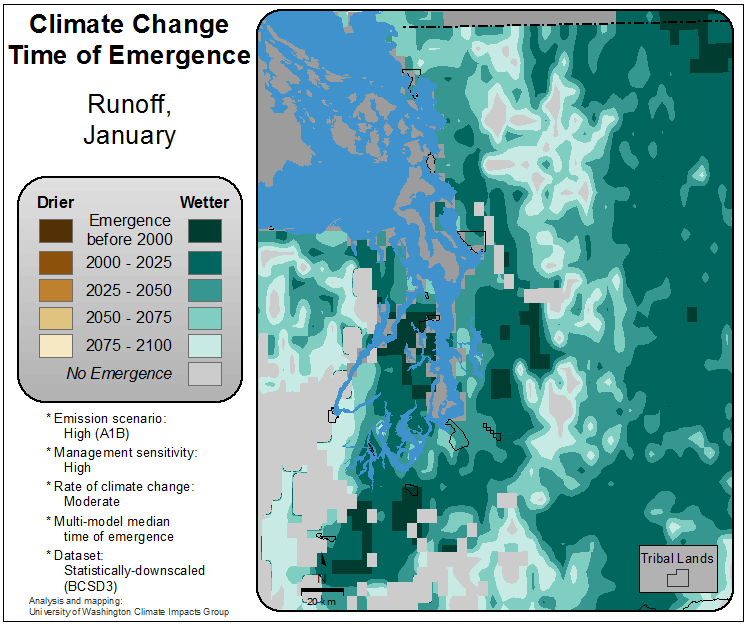 Climate Change
Time of Emergence
Runoff,
January
Drier
Wetter
Emergence
before 2000
2000 - 2025
2025 - 2050
2050 - 2075
2075 - 2100
No Emergence
* Emission scenario:
High (A1B)
* Management sensitivity:
High
* Rate of climate change:
Moderate
* Multi-model median
time of emergence
* Dataset:
Statistically-downscaled
(BCSD3)
Analysis and mapping:
University of Washington Climate Impacts Group
N
20 km
Tribal Lands